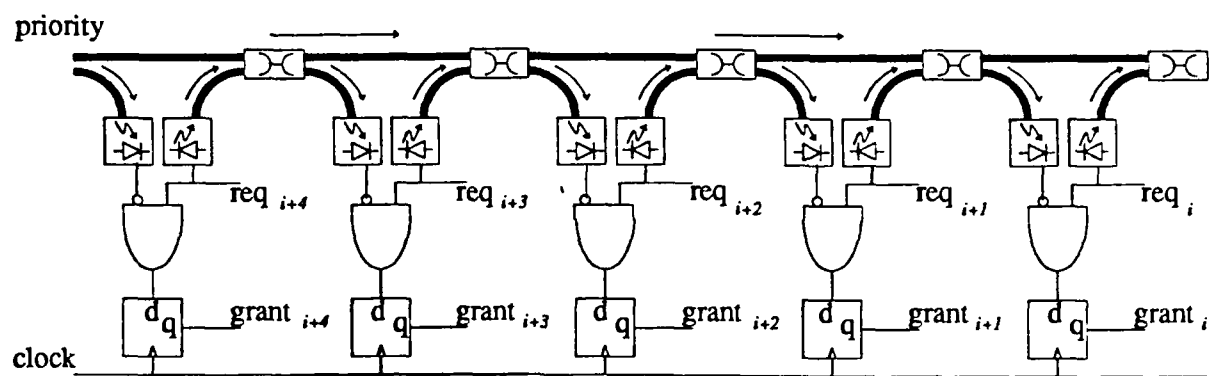 priority
req i+4 req i+3 req i+2 req i+1 req i
d q grant i+4 d q grant i+3 d q grant i+2 d q grant i+1 d q grant i
clock